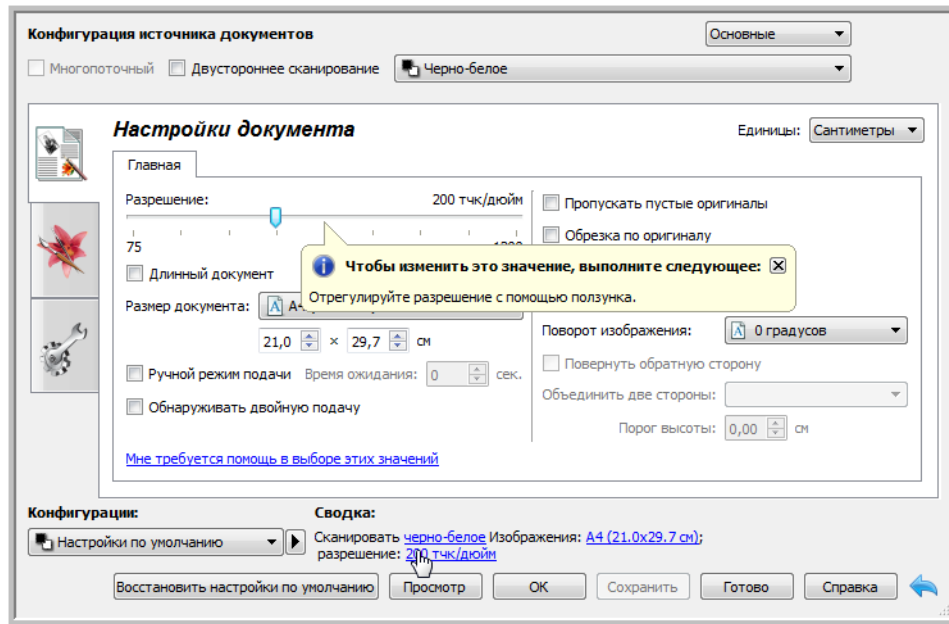 Конфигурация источника документов
Основные
Многопоточный
Двустороннее сканирование
Черно-белое
Настройки документа
Единицы:
Сантиметры
Главная
Разрешение:
200 тчк/дюйм
75
Пропускать пустые оригиналы
Обрезка по оригиналу
Длинный документ
Чтобы изменить это значение, выполните следующее:
Отрегулируйте разрешение с помощью ползунка.
Размер документа:
21,0 × 29,7 см
Поворот изображения:
0 градусов
Повернуть обратную сторону
Ручной режим подачи
Время ожидания: 0 сек.
Обнаруживать двойную подачу
Объединить две стороны:
Порог высоты: 0,00 см
Мне требуется помощь в выборе этих значений
Конфигурации:
Сводка:
Настройки по умолчанию
Сканировать черно-белое Изображения: A4 (21.0x29.7 см);
разрешение: 200 тчк/дюйм
Восстановить настройки по умолчанию
Просмотр
OK
Сохранить
Готово
Справка